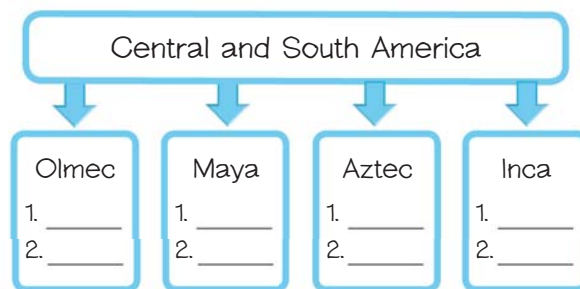 Central and South America
Olmec
1.
2.
Maya
1.
2.
Aztec
1.
2.
Inca
1.
2.